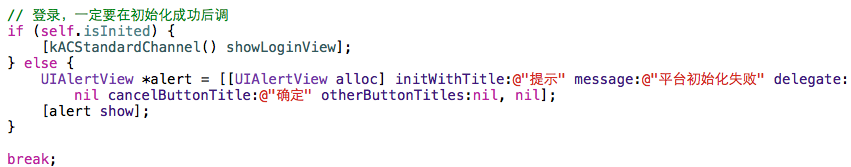 // 登录，一定要在初始化成功后调
if (self.isInited) {
    [kACStandardChannel() showLoginView];
} else {
    UIAlertView *alert = [[UIAlertView alloc] initWithTitle:@"提示" message:@"平台初始化失败" delegate:
        nil cancelButtonTitle:@"确定" otherButtonTitles:nil, nil];
    [alert show];
}
break;